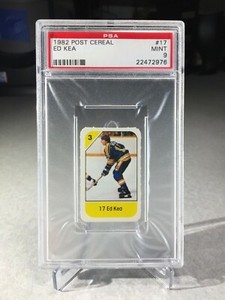 PSA
1982 POST CEREAL #17
ED KEA MINT
9
22472976
3
17 Ed Kea